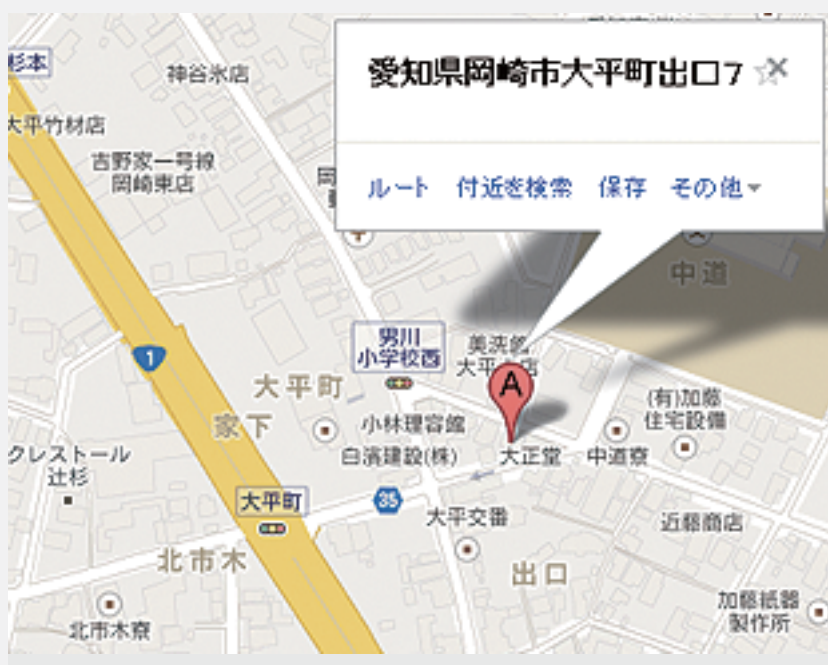 愛知県岡崎市大平町出口7
ルート 付近を検索 保存 その他
杉本
神谷氷店
大平竹材店
吉野家一号線
岡崎東店
岡
中道
1
男川
小学校西
美洗館
大平店
A
大平町
家下
小林理容館
(有)加藤
住宅設備
クレストール
辻杉
白濱建設(株)
大正堂
中道寮
大平町
35
大平交番
近藤商店
北市木
出口
北市木寮
加藤紙器
製作所